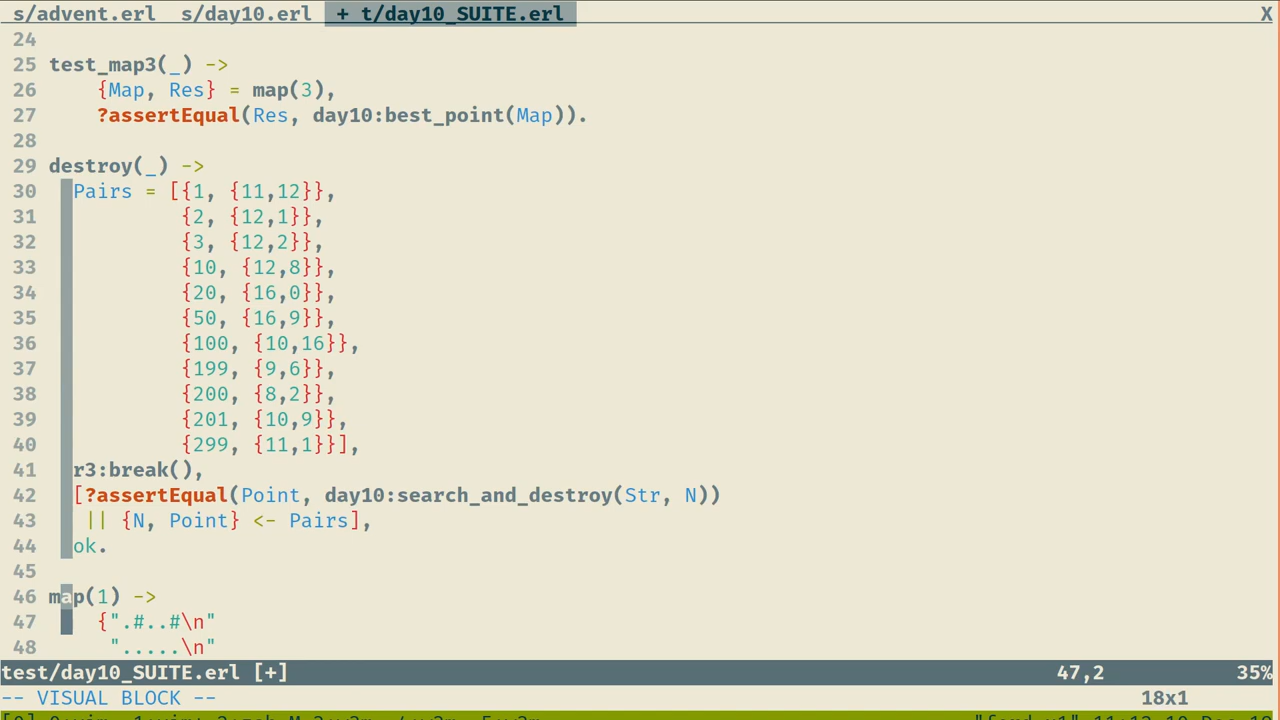 s/advent.erl s/day10.erl + t/day10_SUITE.erl X
24
25 test_map3(_) ->
26     {Map, Res} = map(3),
27     ?assertEqual(Res, day10:best_point(Map)).
28
29 destroy(_) ->
30   Pairs = [{1, {11,12}},
31            {2, {12,1}},
32            {3, {12,2}},
33            {10, {12,8}},
34            {20, {16,0}},
35            {50, {16,9}},
36            {100, {10,16}},
37            {199, {9,6}},
38            {200, {8,2}},
39            {201, {10,9}},
40            {299, {11,1}}],
41   r3:break(),
42   [?assertEqual(Point, day10:search_and_destroy(Str, N))
43    || {N, Point} <- Pairs],
44   ok.
45
46 map(1) ->
47     {".#..#\n"
48      ".....\n"
test/day10_SUITE.erl [+] 47,2 35%
-- VISUAL BLOCK -- 18x1